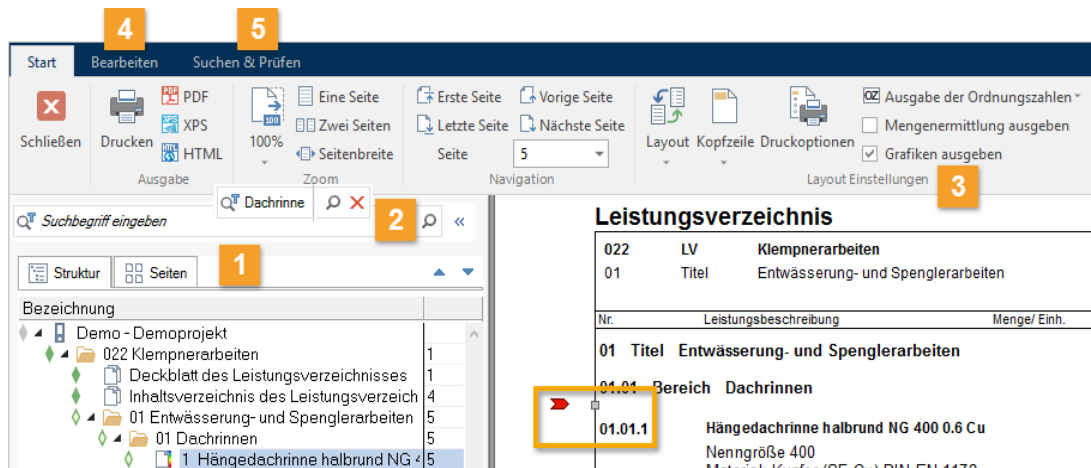 4
5
Start
Bearbeiten
Suchen & Prüfen
PDF
Eine Seite
Erste Seite
Vorige Seite
OZ Ausgabe der Ordnungszahlen
XPS
Zwei Seiten
Letzte Seite
Nächste Seite
Mengenermittlung ausgeben
Schließen
Drucken
HTML
100%
Seitenbreite
Seite
5
Layout
Kopfzeile
Druckoptionen
Grafiken ausgeben
Ausgabe
Zoom
Navigation
Layout Einstellungen
3
Dachrinne
Suchbegriff eingeben
2
Leistungsverzeichnis
022 LV Klempnerarbeiten
1
Struktur
Seiten
01 Titel Entwässerung- und Spenglerarbeiten
Bezeichnung
Nr. Leistungsbeschreibung Menge/ Einh.
Demo - Demoprojekt
022 Klempnerarbeiten 1
01 Titel Entwässerung- und Spenglerarbeiten
Deckblatt des Leistungsverzeichnisses 1
Inhaltsverzeichnis des Leistungsverzeich 4
01.01 Bereich Dachrinnen
01 Entwässerung- und Spenglerarbeiten 5
01 Dachrinnen 5
01.01.1 Hängedachrinne halbrund NG 400 0.6 Cu
1 Hängedachrinne halbrund NG 4 5
Nenngröße 400